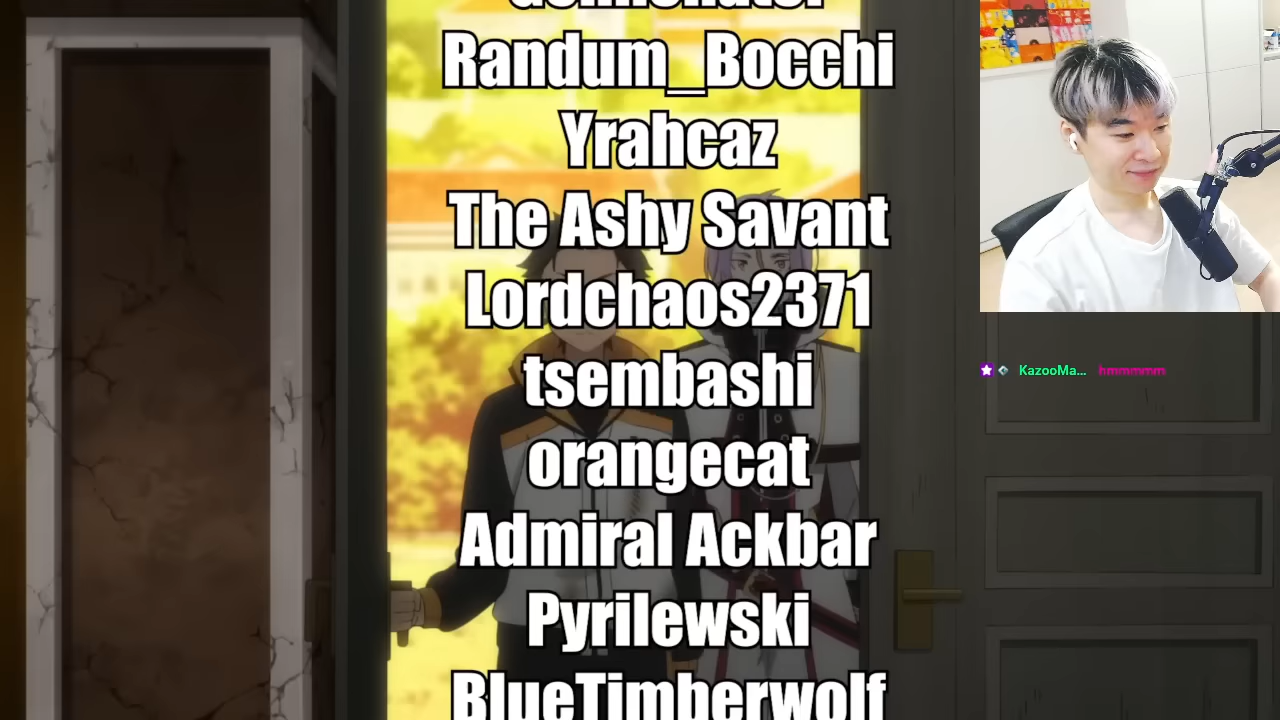 Randum_Bocchi
Yrahcaz
The Ashy Savant
Lordchaos2371
tsembashi
orangecat
Admiral Ackbar
Pyrilewski
BlueTimberwolf
KazooMa... hmmmmm